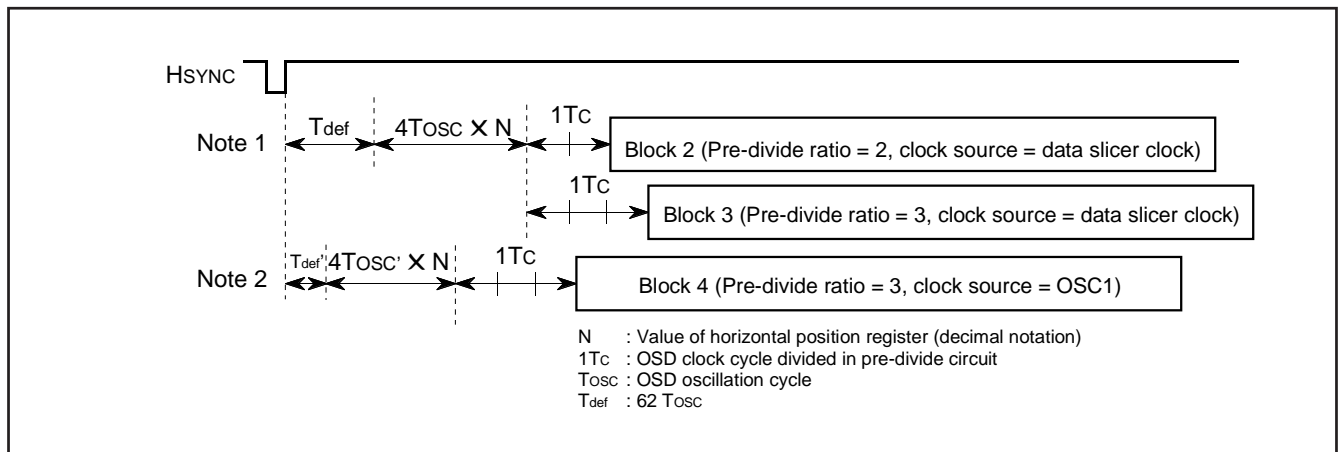 HSYNC
Note 1
Tdef
4TOSC X N
1TC
Block 2 (Pre-divide ratio = 2, clock source = data slicer clock)
1TC
Block 3 (Pre-divide ratio = 3, clock source = data slicer clock)
Note 2
Tdef'
4TOSC' X N
1TC
Block 4 (Pre-divide ratio = 3, clock source = OSC1)
N : Value of horizontal position register (decimal notation)
1TC : OSD clock cycle divided in pre-divide circuit
TOSC : OSD oscillation cycle
Tdef : 62 TOSC